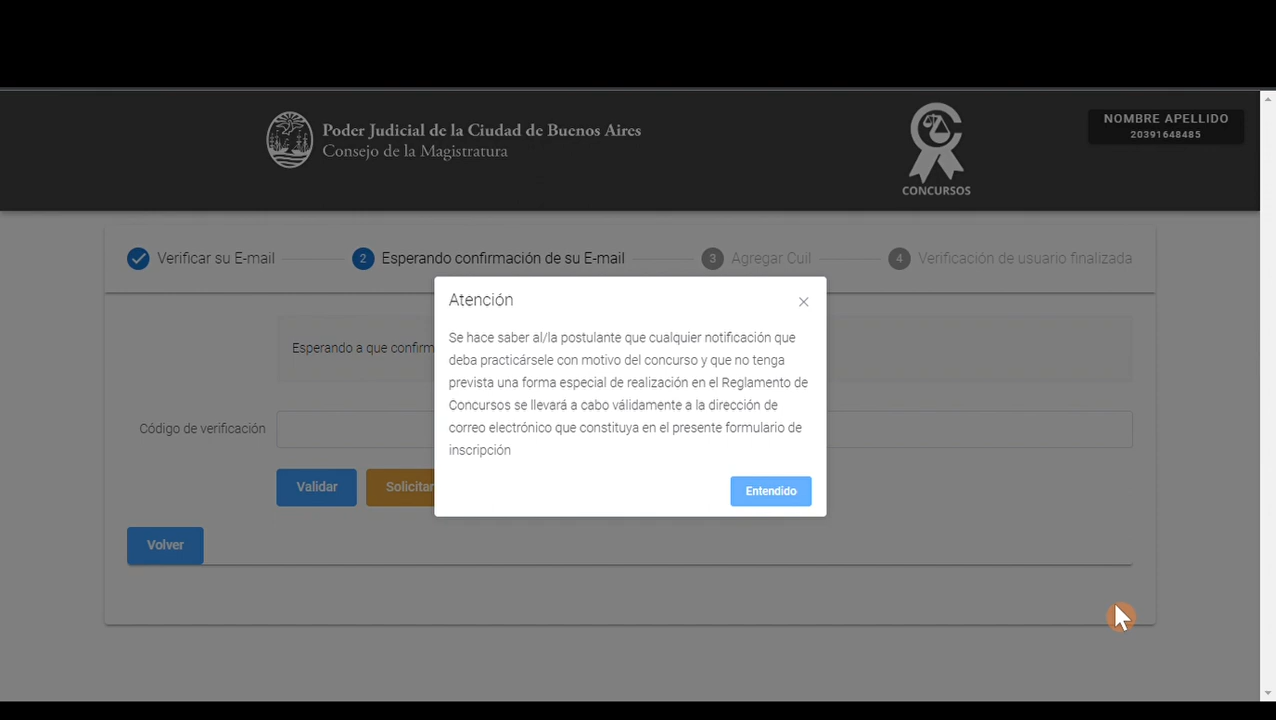 Poder Judicial de la Ciudad de Buenos Aires
Consejo de la Magistratura
CONCURSOS
NOMBRE APELLIDO
20391648485
Verificar su E-mail
2 Esperando confirmación de su E-mail
3 Agregar Cuil
4 Verificación de usuario finalizada
Atención
Se hace saber al/la postulante que cualquier notificación que
deba practicársele con motivo del concurso y que no tenga
prevista una forma especial de realización en el Reglamento de
Concursos se llevará a cabo válidamente a la dirección de
correo electrónico que constituya en el presente formulario de
inscripción
Entendido
Esperando a que confirm
Código de verificación
Validar
Solicitar
Volver